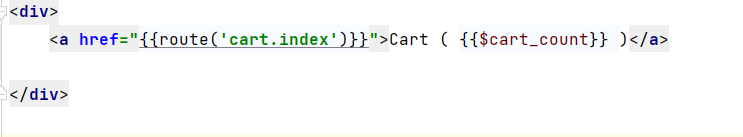 <div>
<a href="{{route('cart.index')}}">Cart ( {{$cart_count}} )</a>
</div>